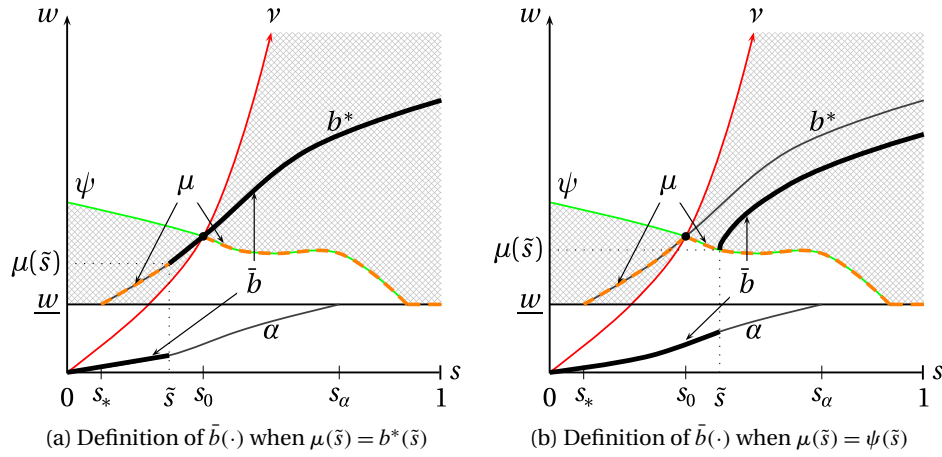 w
ν
b*
ψ
μ
μ(s̃)
b̄
w
α
0
s*
s̃
s₀
sα
s
1
(a) Definition of b̄(·) when μ(s̃) = b*(s̃)
w
ν
b*
ψ
μ
μ(s̃)
b̄
w
α
0
s*
s₀
s̃
sα
s
1
(b) Definition of b̄(·) when μ(s̃) = ψ(s̃)